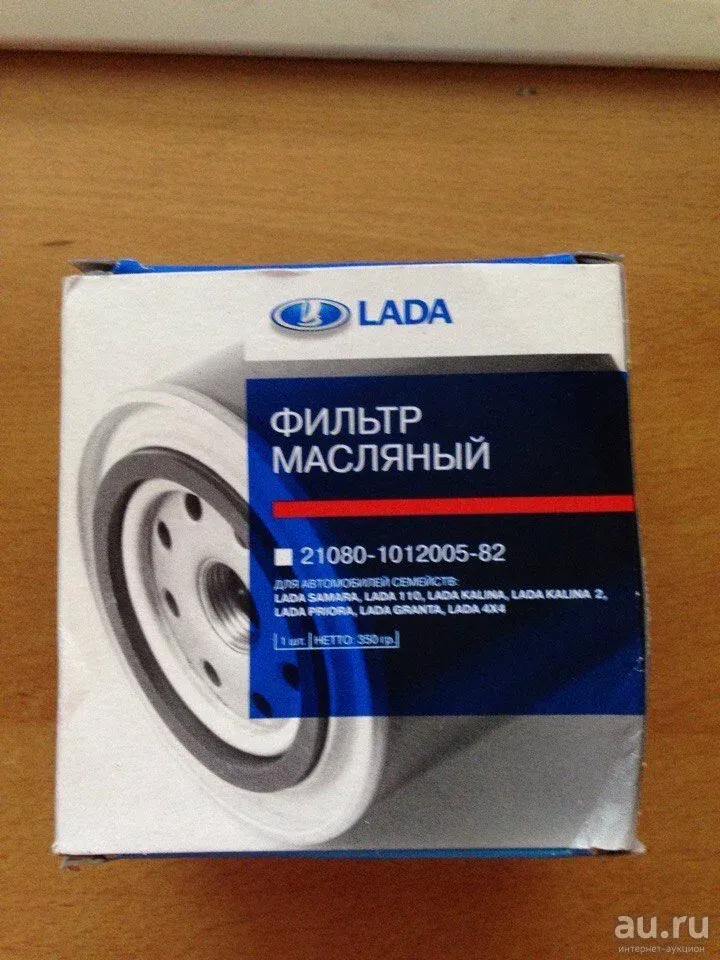 LADA
ФИЛЬТР
МАСЛЯНЫЙ
21080-1012005-82
ДЛЯ АВТОМОБИЛЕЙ СЕМЕЙСТВ:
LADA SAMARA, LADA 110, LADA KALINA, LADA KALINA 2,
LADA PRIORA, LADA GRANTA, LADA 4X4
1 шт. НЕТТО: 350 гр.
au.ru
интернет-аукцион